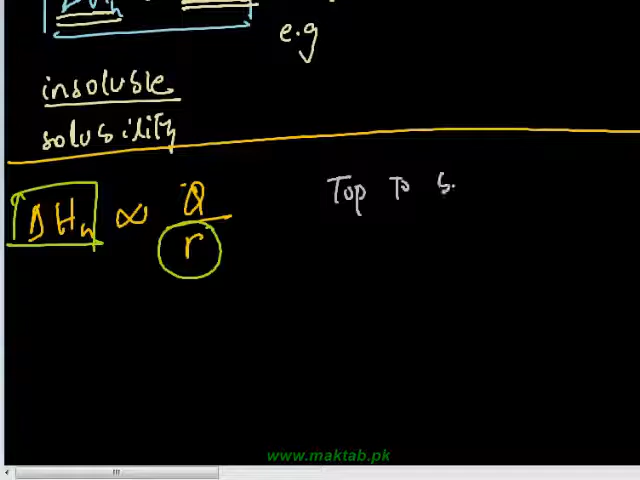 e.g
insoluble
solubility
ΔHh ∝ Q/r
Top to
www.maktab.pk